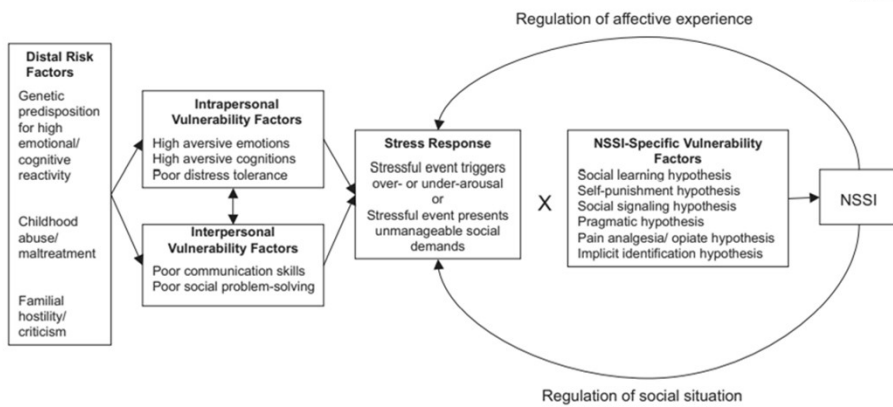 Regulation of affective experience
Distal Risk
Factors
Genetic
predisposition
for high
emotional/
cognitive
reactivity
Childhood
abuse/
maltreatment
Familial
hostility/
criticism
Intrapersonal
Vulnerability Factors
High aversive emotions
High aversive cognitions
Poor distress tolerance
Interpersonal
Vulnerability Factors
Poor communication skills
Poor social problem-solving
Stress Response
Stressful event triggers
over- or under-arousal
or
Stressful event presents
unmanageable social
demands
X
NSSI-Specific Vulnerability
Factors
Social learning hypothesis
Self-punishment hypothesis
Social signaling hypothesis
Pragmatic hypothesis
Pain analgesia/ opiate hypothesis
Implicit identification hypothesis
NSSI
Regulation of social situation